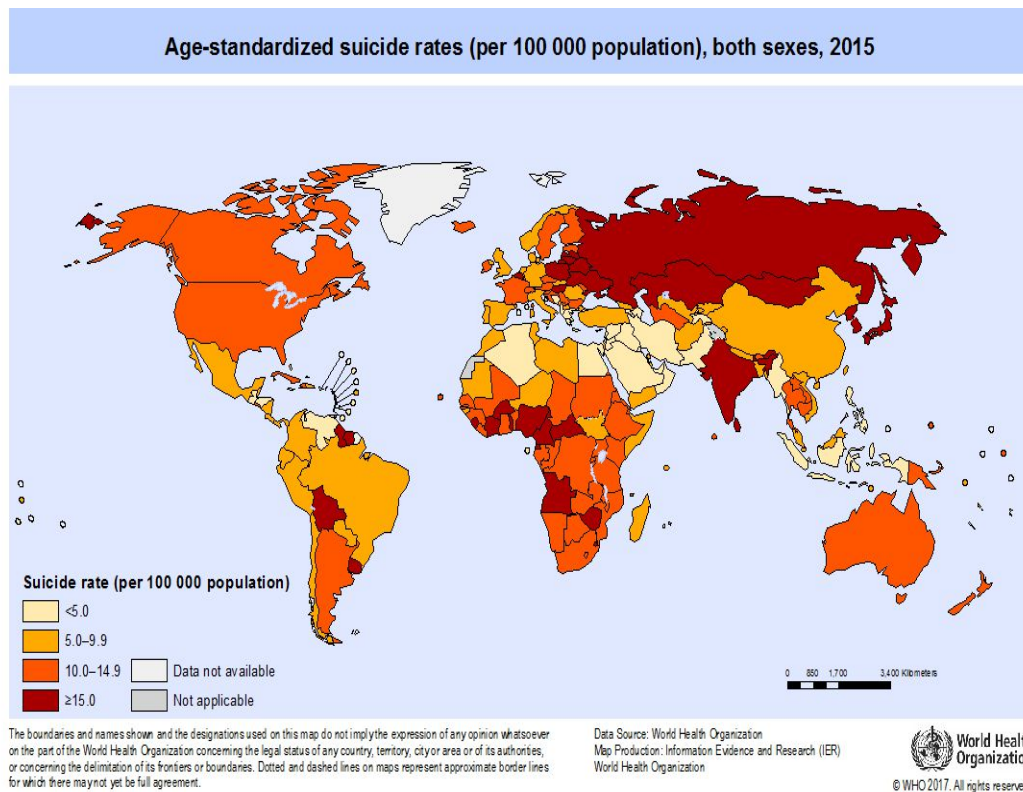 Age-standardized suicide rates (per 100 000 population), both sexes, 2015
Suicide rate (per 100 000 population)
<5.0
5.0–9.9
10.0–14.9
≥15.0
Data not available
Not applicable
0 850 1,700 3,400 Kilometers
The boundaries and names shown and the designations used on this map do not imply the expression of any opinion whatsoever
on the part of the World Health Organization concerning the legal status of any country, territory, city or area or of its authorities,
or concerning the delimitation of its frontiers or boundaries. Dotted and dashed lines on maps represent approximate border lines
for which there may not yet be full agreement.
Data Source: World Health Organization
Map Production: Information Evidence and Research (IER)
World Health Organization
World Healt
Organizatio
© WHO 2017. All rights reserve